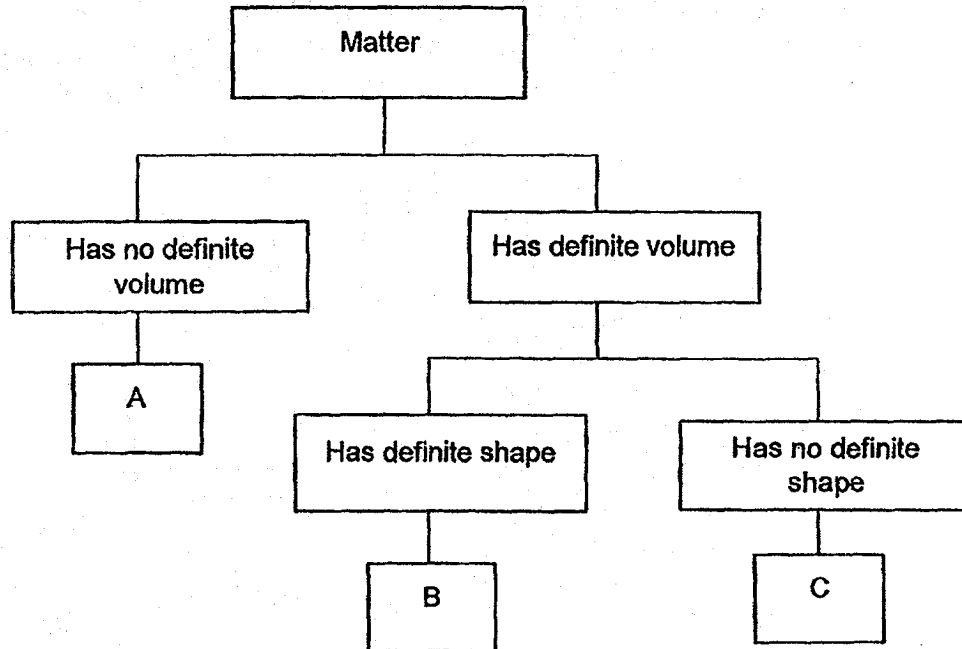 Matter
Has no definite
volume
Has definite volume
A
Has definite shape
Has no definite
shape
B
C